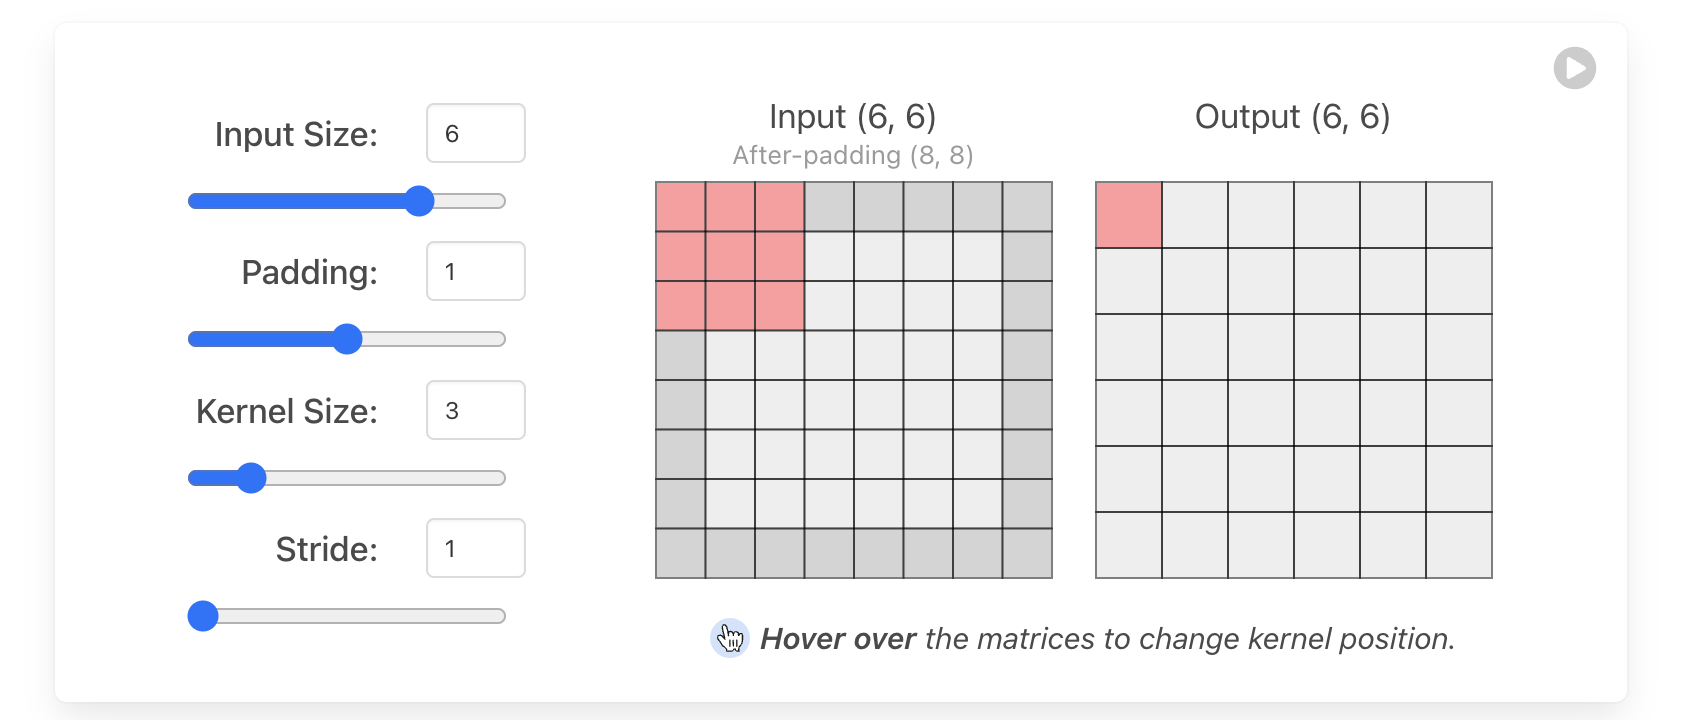 Input Size: 6
Padding: 1
Kernel Size: 3
Stride: 1
Input (6, 6)
After-padding (8, 8)
Output (6, 6)
Hover over the matrices to change kernel position.